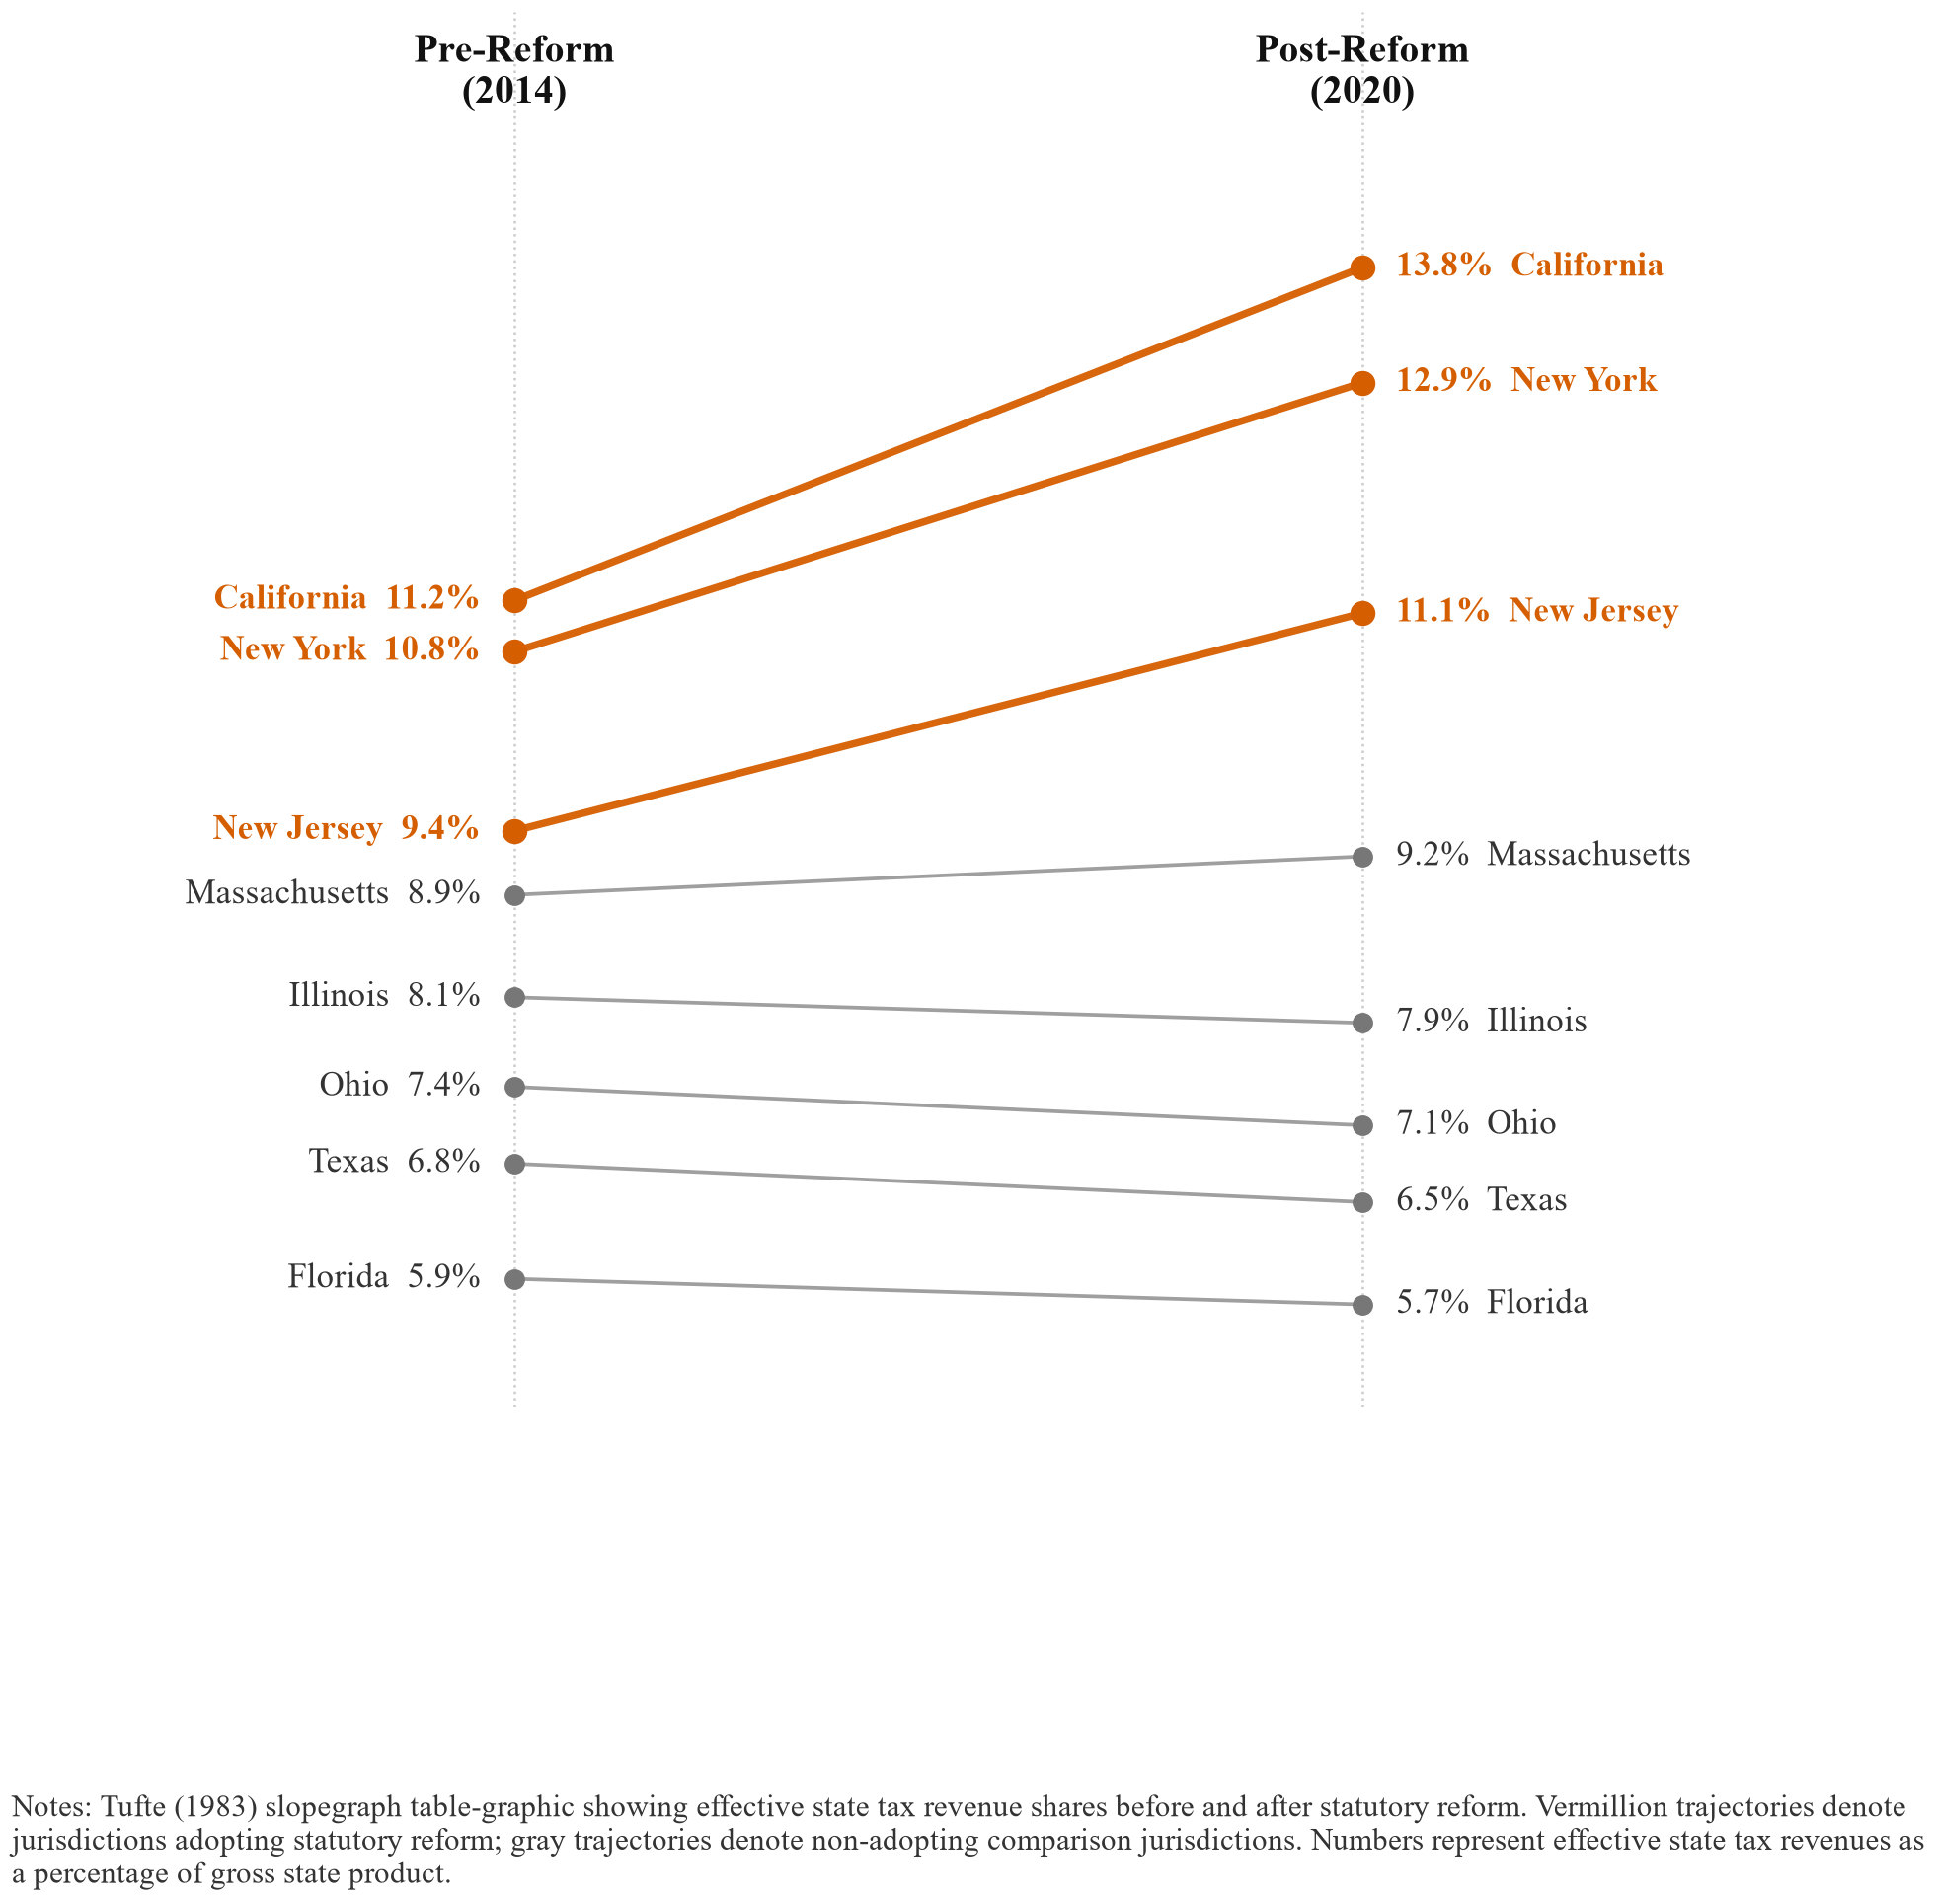 Pre-Reform
(2014)
Post-Reform
(2020)
13.8% California
12.9% New York
California 11.2%
11.1% New Jersey
New York 10.8%
New Jersey 9.4%
9.2% Massachusetts
Massachusetts 8.9%
Illinois 8.1%
7.9% Illinois
Ohio 7.4%
7.1% Ohio
Texas 6.8%
6.5% Texas
Florida 5.9%
5.7% Florida
Notes: Tufte (1983) slopegraph table-graphic showing effective state tax revenue shares before and after statutory reform. Vermillion trajectories denote
jurisdictions adopting statutory reform; gray trajectories denote non-adopting comparison jurisdictions. Numbers represent effective state tax revenues as
a percentage of gross state product.